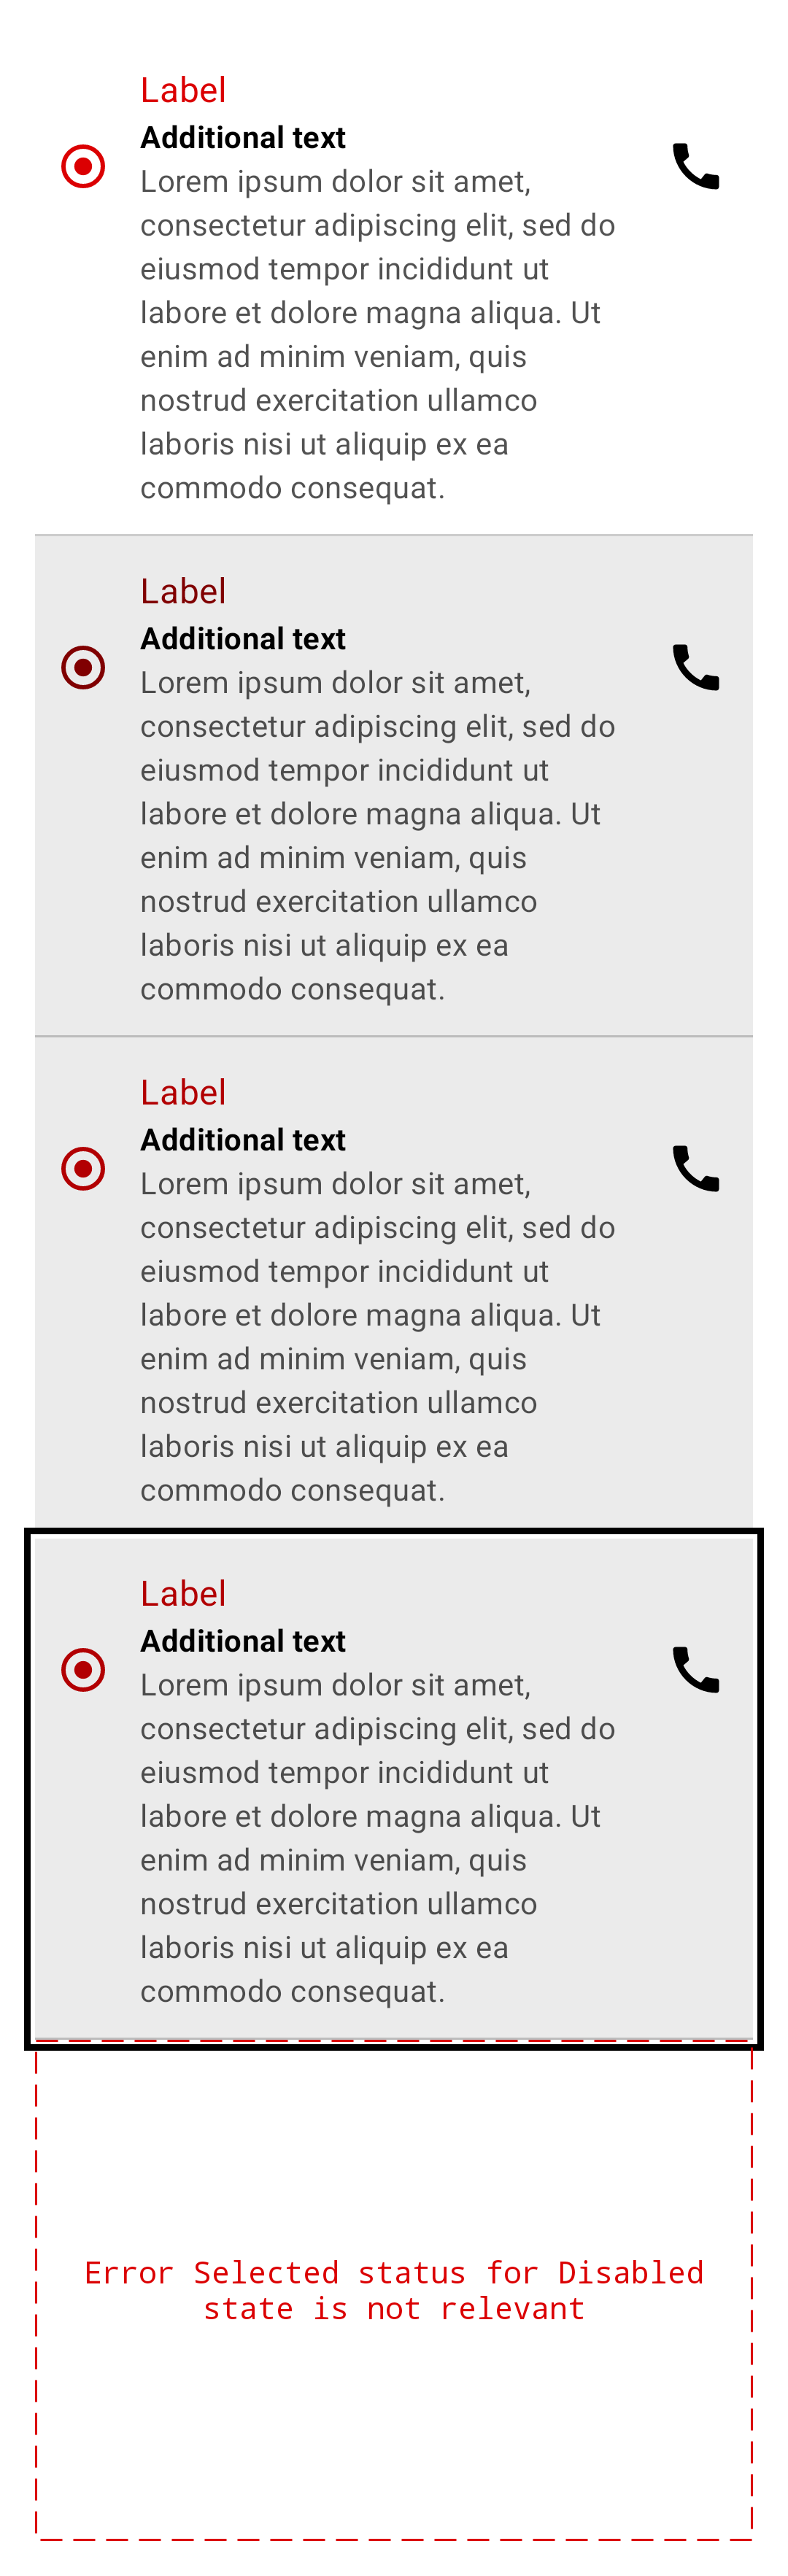 Label
Additional text
Lorem ipsum dolor sit amet,
consectetur adipiscing elit, sed do
eiusmod tempor incididunt ut
labore et dolore magna aliqua. Ut
enim ad minim veniam, quis
nostrud exercitation ullamco
laboris nisi ut aliquip ex ea
commodo consequat.
Label
Additional text
Lorem ipsum dolor sit amet,
consectetur adipiscing elit, sed do
eiusmod tempor incididunt ut
labore et dolore magna aliqua. Ut
enim ad minim veniam, quis
nostrud exercitation ullamco
laboris nisi ut aliquip ex ea
commodo consequat.
Label
Additional text
Lorem ipsum dolor sit amet,
consectetur adipiscing elit, sed do
eiusmod tempor incididunt ut
labore et dolore magna aliqua. Ut
enim ad minim veniam, quis
nostrud exercitation ullamco
laboris nisi ut aliquip ex ea
commodo consequat.
Label
Additional text
Lorem ipsum dolor sit amet,
consectetur adipiscing elit, sed do
eiusmod tempor incididunt ut
labore et dolore magna aliqua. Ut
enim ad minim veniam, quis
nostrud exercitation ullamco
laboris nisi ut aliquip ex ea
commodo consequat.
Error Selected status for Disabled
state is not relevant